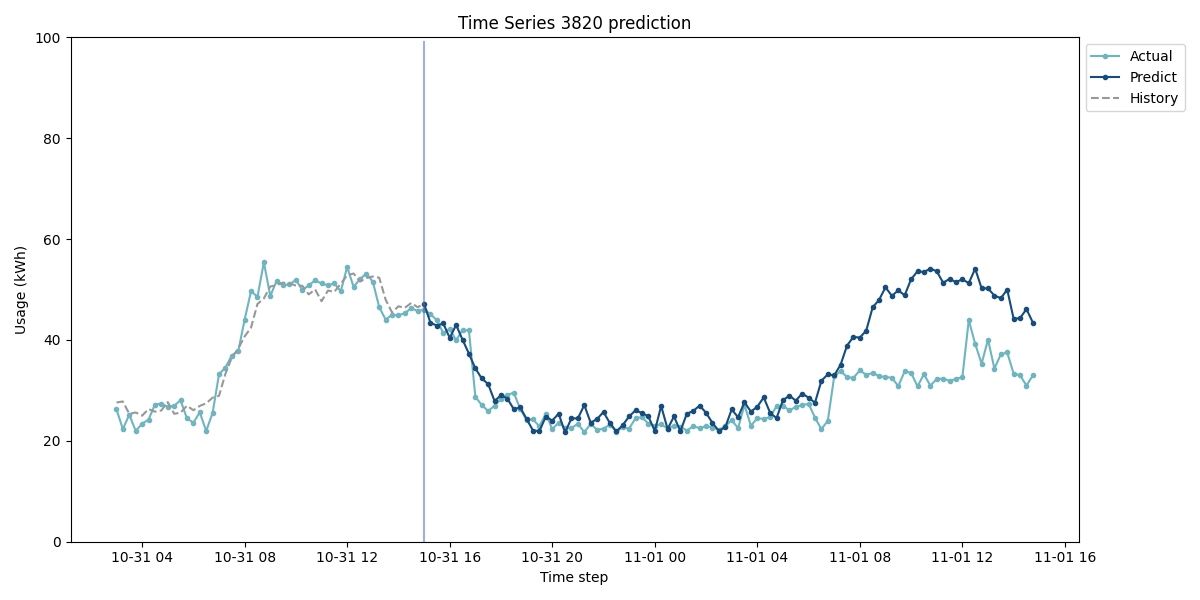 Time Series 3820 prediction
100
80
60
40
20
0
Usage (kWh)
10-31 04
10-31 08
10-31 12
10-31 16
10-31 20
11-01 00
11-01 04
11-01 08
11-01 12
11-01 16
Time step
Actual
Predict
History